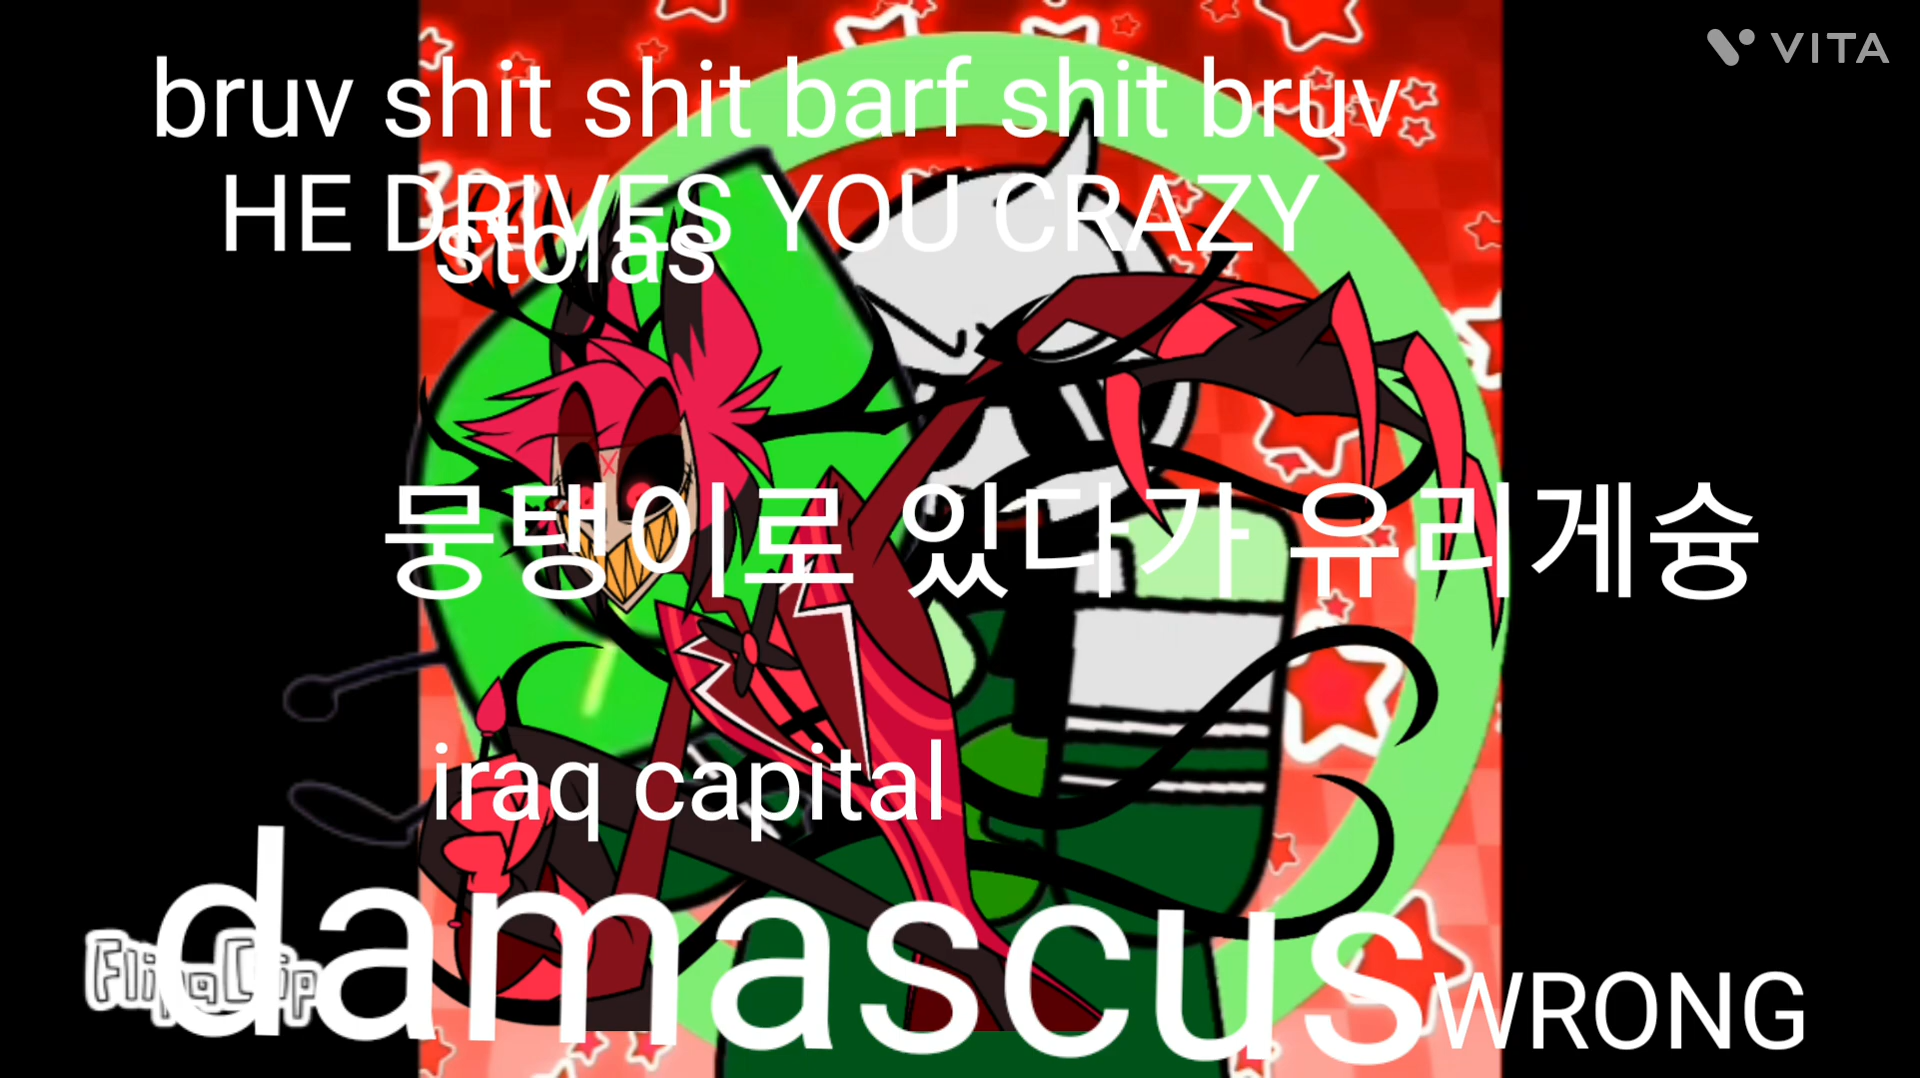 VITA
bruv shit shit barf shit bruv
HE DRIVES YOU CRAZY
stolas
뭉탱이로 있다가 유리게슝
iraq capital
damascus
FlipaClip
WRONG